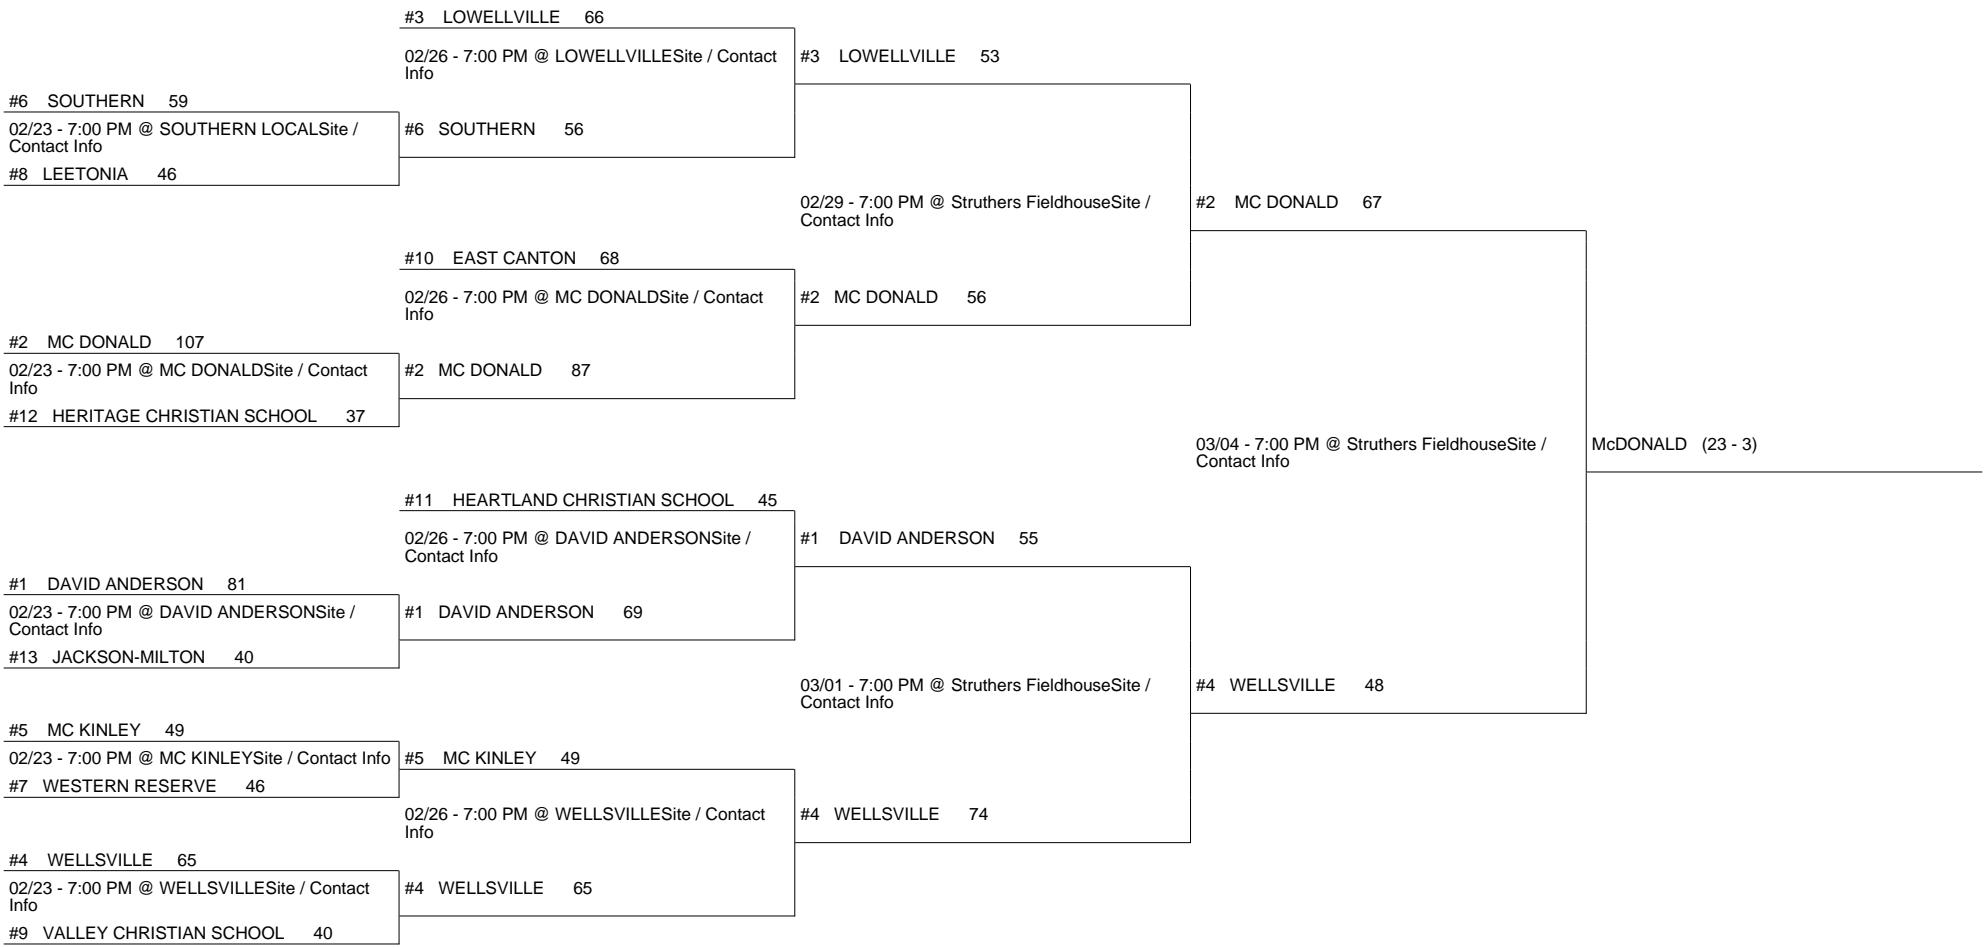 #3 LOWELLVILLE 66
02/26 - 7:00 PM @ LOWELLVILLESite / Contact
Info
#3 LOWELLVILLE 53
#6 SOUTHERN 59
02/23 - 7:00 PM @ SOUTHERN LOCALSite /
Contact Info
#6 SOUTHERN 56
#8 LEETONIA 46
02/29 - 7:00 PM @ Struthers FieldhouseSite /
Contact Info
#2 MC DONALD 67
#10 EAST CANTON 68
02/26 - 7:00 PM @ MC DONALDSite / Contact
Info
#2 MC DONALD 56
#2 MC DONALD 107
02/23 - 7:00 PM @ MC DONALDSite / Contact
Info
#2 MC DONALD 87
#12 HERITAGE CHRISTIAN SCHOOL 37
03/04 - 7:00 PM @ Struthers FieldhouseSite /
Contact Info
McDONALD (23 - 3)
#11 HEARTLAND CHRISTIAN SCHOOL 45
02/26 - 7:00 PM @ DAVID ANDERSONSite /
Contact Info
#1 DAVID ANDERSON 55
#1 DAVID ANDERSON 81
02/23 - 7:00 PM @ DAVID ANDERSONSite /
Contact Info
#1 DAVID ANDERSON 69
#13 JACKSON-MILTON 40
03/01 - 7:00 PM @ Struthers FieldhouseSite /
Contact Info
#4 WELLSVILLE 48
#5 MC KINLEY 49
02/23 - 7:00 PM @ MC KINLEYSite / Contact Info
#5 MC KINLEY 49
#7 WESTERN RESERVE 46
02/26 - 7:00 PM @ WELLSVILLESite / Contact
Info
#4 WELLSVILLE 74
#4 WELLSVILLE 65
02/23 - 7:00 PM @ WELLSVILLESite / Contact
Info
#4 WELLSVILLE 65
#9 VALLEY CHRISTIAN SCHOOL 40